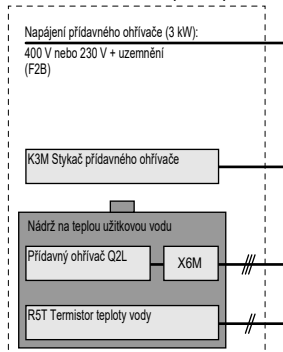 Napájení přídavného ohřívače (3 kW):
400 V nebo 230 V + uzemnění
(F2B)
K3M Stykač přídavného ohřívače
Nádrž na teplou užitkovou vodu
Přídavný ohřívač Q2L
X6M
R5T Termistor teploty vody